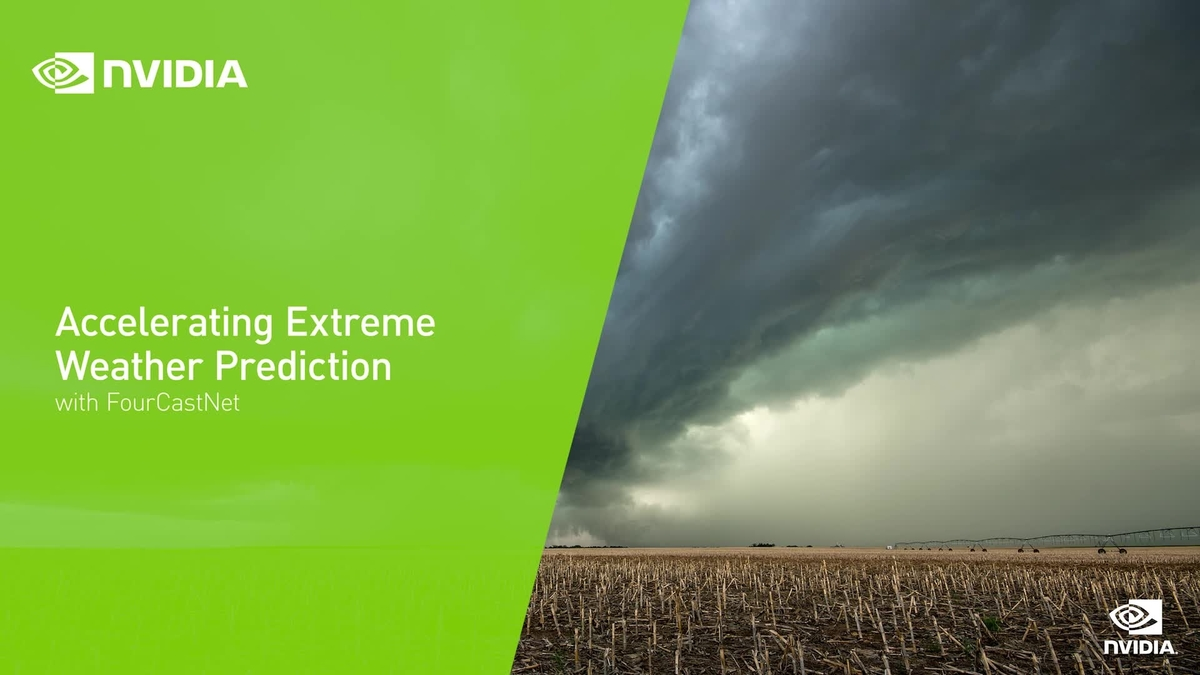 NVIDIA
Accelerating Extreme
Weather Prediction
with FourCastNet
NVIDIA.